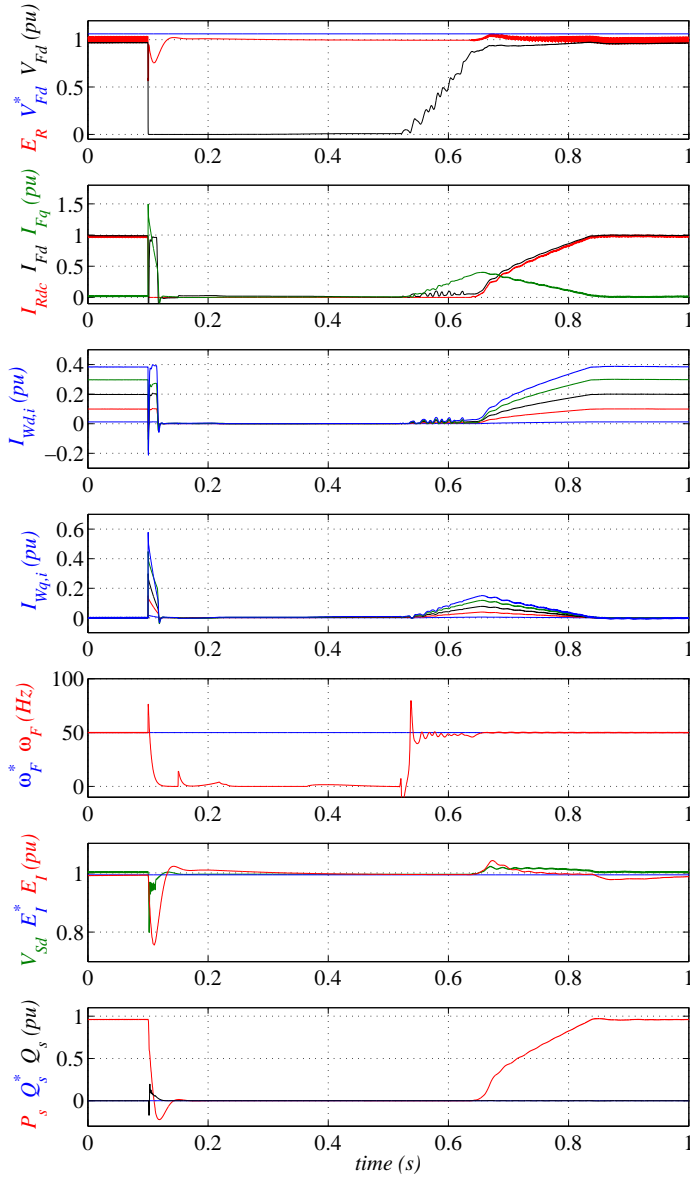 E_R V*_Fd V_Fd (pu)
1
0.5
0
0 0.2 0.4 0.6 0.8 1
I_Rdc I_Fd I_Fq (pu)
1.5
1
0.5
0
0 0.2 0.4 0.6 0.8 1
I_Wd,i (pu)
0.4
0.2
0
−0.2
0 0.2 0.4 0.6 0.8 1
I_Wq,i (pu)
0.6
0.4
0.2
0
0 0.2 0.4 0.6 0.8 1
ω*_F ω_F (Hz)
100
50
0
0 0.2 0.4 0.6 0.8 1
V_Sd E*_I E_I (pu)
1
0.8
0 0.2 0.4 0.6 0.8 1
P_s Q*_s Q_s (pu)
1
0.5
0
0 0.2 0.4 0.6 0.8 1
time (s)